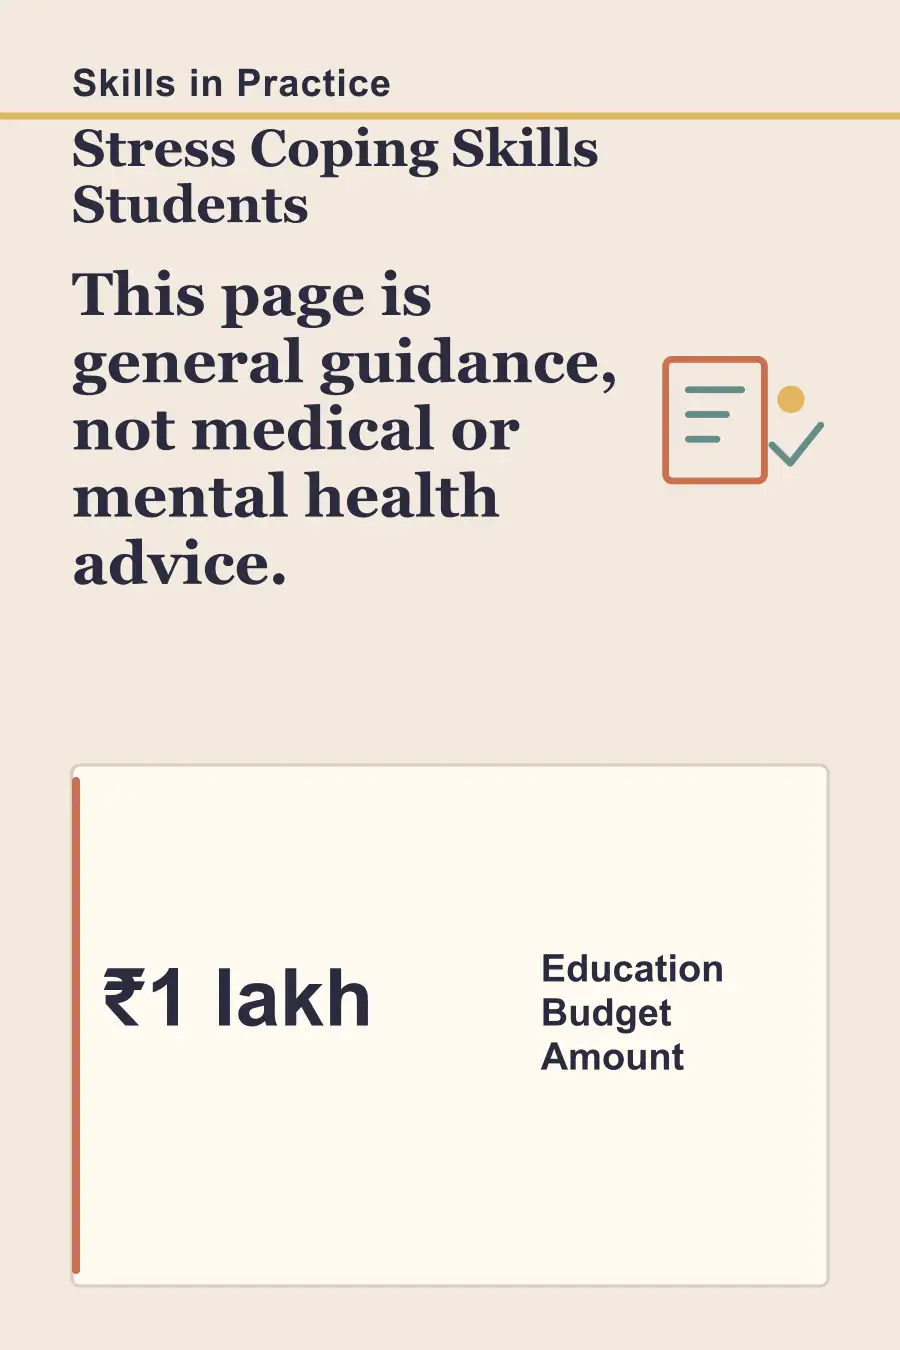 Skills in Practice
Stress Coping Skills
Students
This page is
general guidance,
not medical or
mental health
advice.
₹1 lakh
Education
Budget
Amount